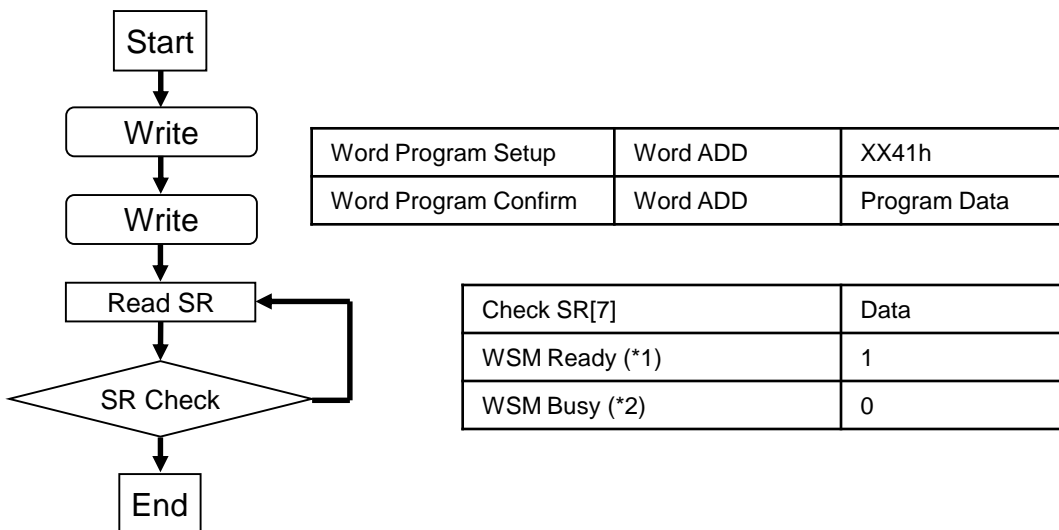 Start
Write
Write
Read SR
SR Check
End
Word Program Setup Word ADD XX41h
Word Program Confirm Word ADD Program Data
Check SR[7] Data
WSM Ready (*1) 1
WSM Busy (*2) 0